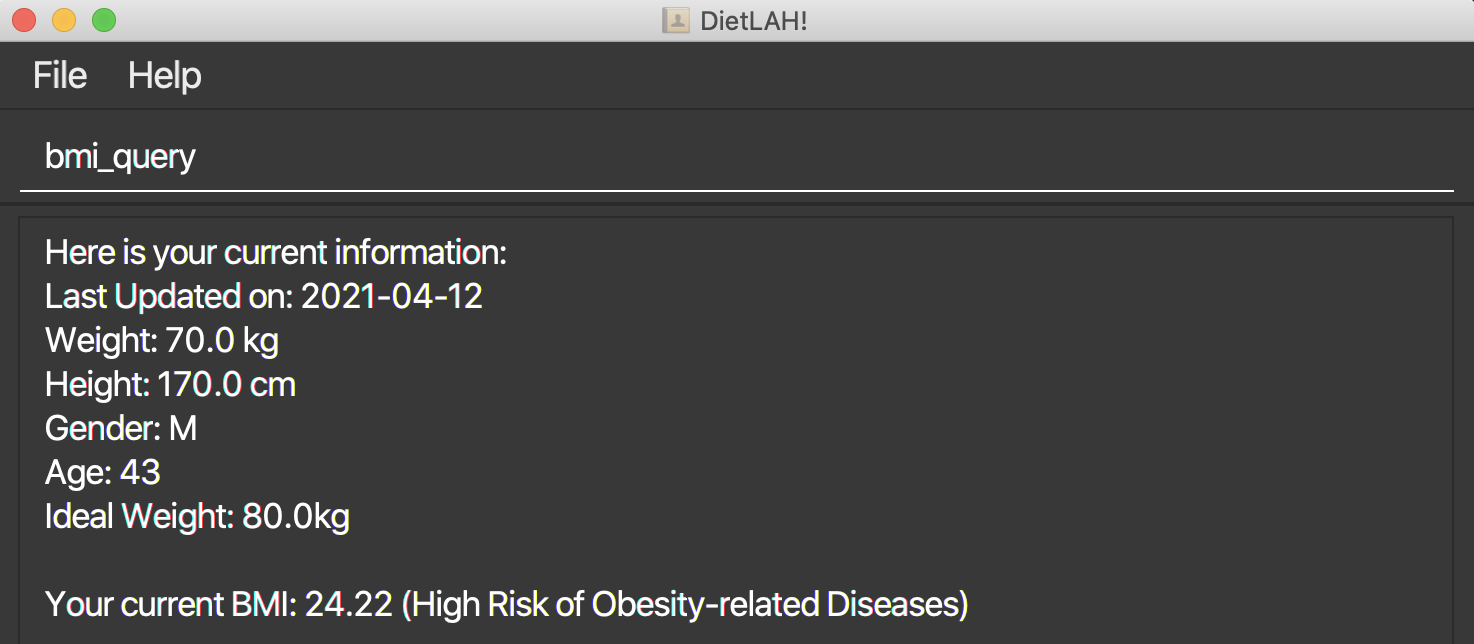 DietLAH!
File Help
bmi_query
Here is your current information:
Last Updated on: 2021-04-12
Weight: 70.0 kg
Height: 170.0 cm
Gender: M
Age: 43
Ideal Weight: 80.0kg
Your current BMI: 24.22 (High Risk of Obesity-related Diseases)